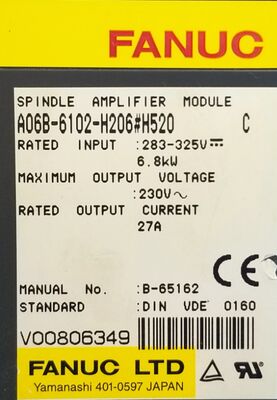 FANUC
SPINDLE AMPLIFIER MODULE
A06B-6102-H206#H520 C
RATED INPUT :283-325V⎓
6.8kW
MAXIMUM OUTPUT VOLTAGE
:230V～
RATED OUTPUT CURRENT
27A
CE
MANUAL No. :B-65162
STANDARD :DIN VDE 0160
V00806349
FANUC LTD
Yamanashi 401-0597 JAPAN